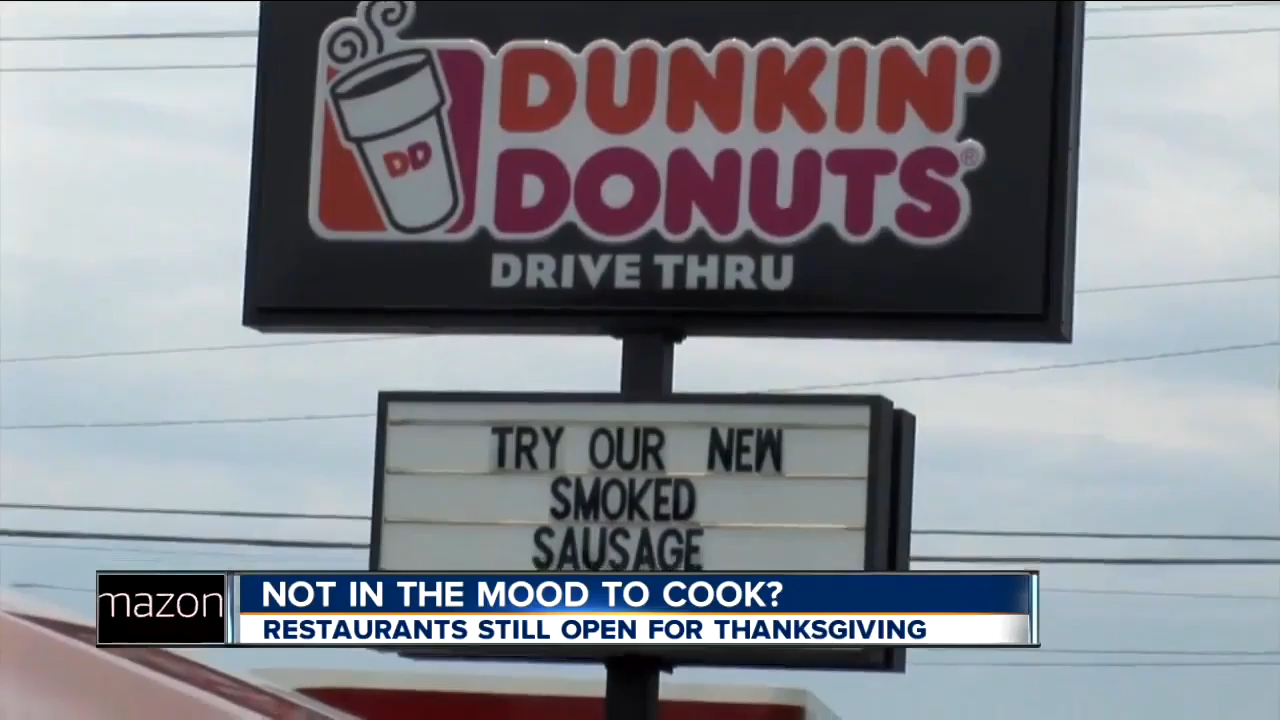 DUNKIN'
DD
DONUTS®
DRIVE THRU
TRY OUR NEW
SMOKED
SAUSAGE
mazon
NOT IN THE MOOD TO COOK?
RESTAURANTS STILL OPEN FOR THANKSGIVING